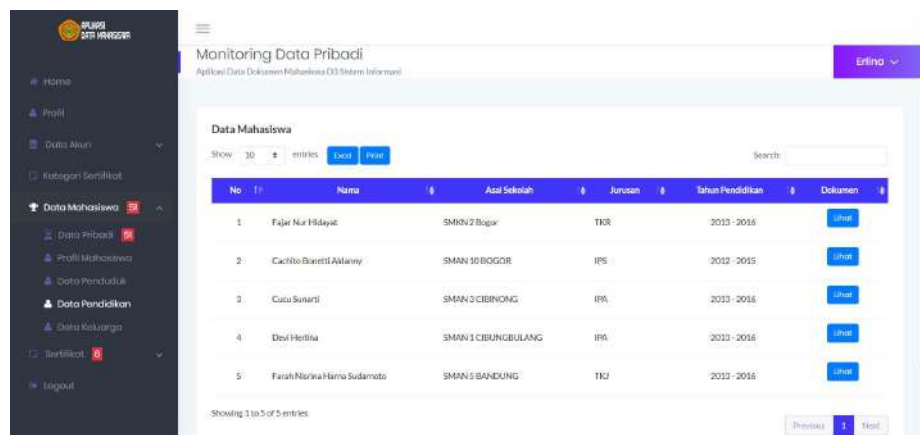 APLIKASI
DATA MAHASISWA
Home
Profil
Data Akun
Kategori Sertifikat
Data Mahasiswa 51
Data Pribadi 51
Profil Mahasiswa
Data Penduduk
Data Pendidikan
Data Keluarga
Sertifikat 6
Logout
Monitoring Data Pribadi
Aplikasi Data Dokumen Mahasiswa D3 Sistem Informasi
Erlina
Data Mahasiswa
Show 10 entries Excel Print Search:
No Nama Asal Sekolah Jurusan Tahun Pendidikan Dokumen
1 Fajar Nur Hidayat SMKN 2 Bogor TKR 2013 - 2016 Lihat
2 Cachito Bonetti SMAN 10 BOGOR IPS 2012 - 2015 Lihat
3 Cucu Sunarti SMAN 3 CIBINONG IPA 2013 - 2016 Lihat
4 Devi Herlina SMAN 1 CIBUNGBULANG IPA 2013 - 2016 Lihat
5 Farah Nisrina Hama Sudarnoto SMAN 5 BANDUNG TKJ 2013 - 2016 Lihat
Showing 1 to 5 of 5 entries
Previous 1 Next